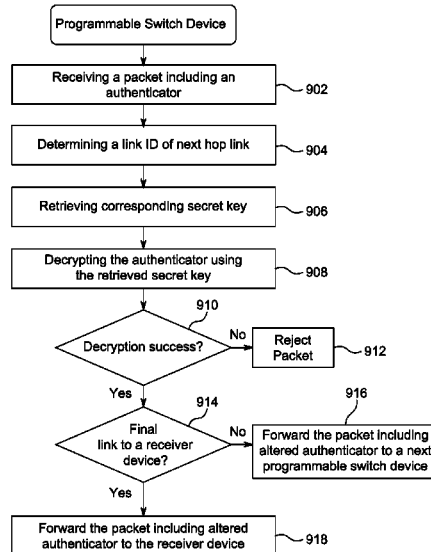 Programmable Switch Device
Receiving a packet including an
authenticator
902
Determining a link ID of next hop link
904
Retrieving corresponding secret key
906
Decrypting the authenticator using
the retrieved secret key
908
910
Decryption success?
No
Reject
Packet
912
Yes
914
Final
link to a receiver
device?
No
916
Forward the packet including
altered authenticator to a next
programmable switch device
Yes
Forward the packet including altered
authenticator to the receiver device
918